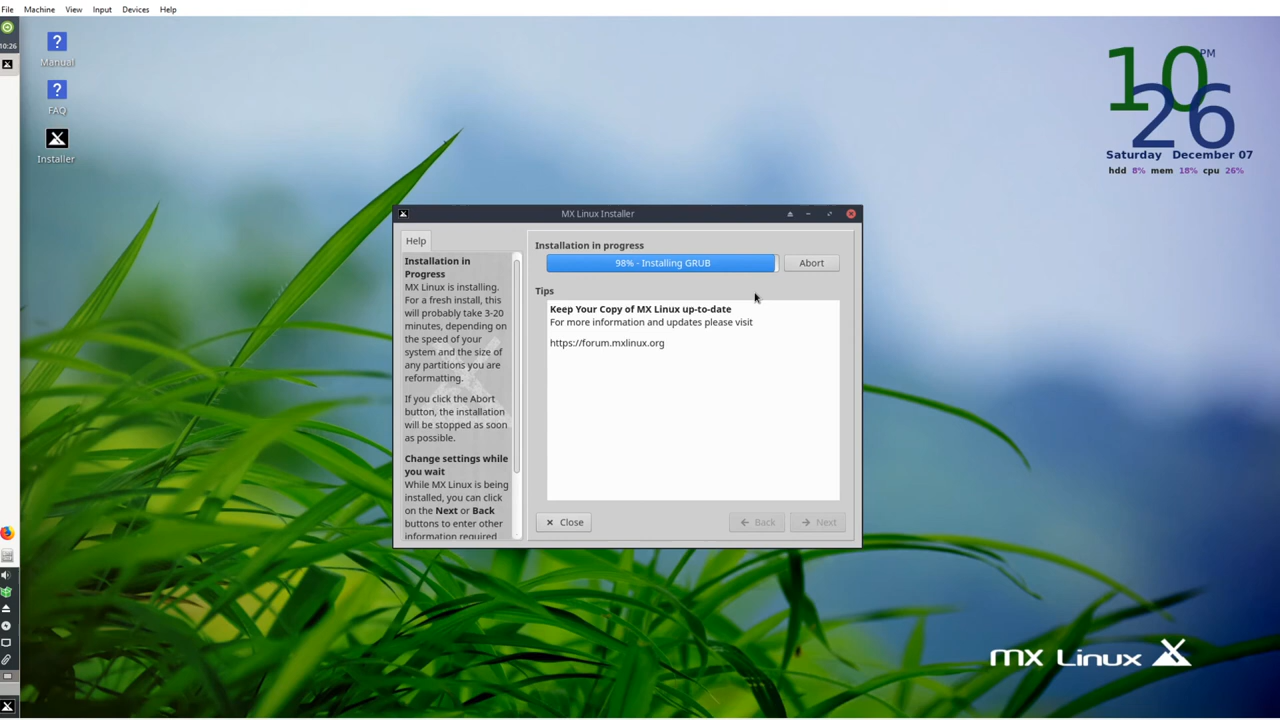 File Machine View Input Devices Help
10:26
Manual
FAQ
Installer
10 PM
26
Saturday December 07
hdd 8% mem 18% cpu 26%
MX Linux Installer
Help
Installation in
Progress
MX Linux is installing.
For a fresh install, this
will probably take 3-20
minutes, depending on
the speed of your
system and the size of
any partitions you are
reformatting.
If you click the Abort
button, the installation
will be stopped as soon
as possible.
Change settings while
you wait
While MX Linux is being
installed, you can click
on the Next or Back
buttons to enter other
information required
Installation in progress
98% - Installing GRUB
Abort
Tips
Keep Your Copy of MX Linux up-to-date
For more information and updates please visit
https://forum.mxlinux.org
Close
Back
Next
MX Linux